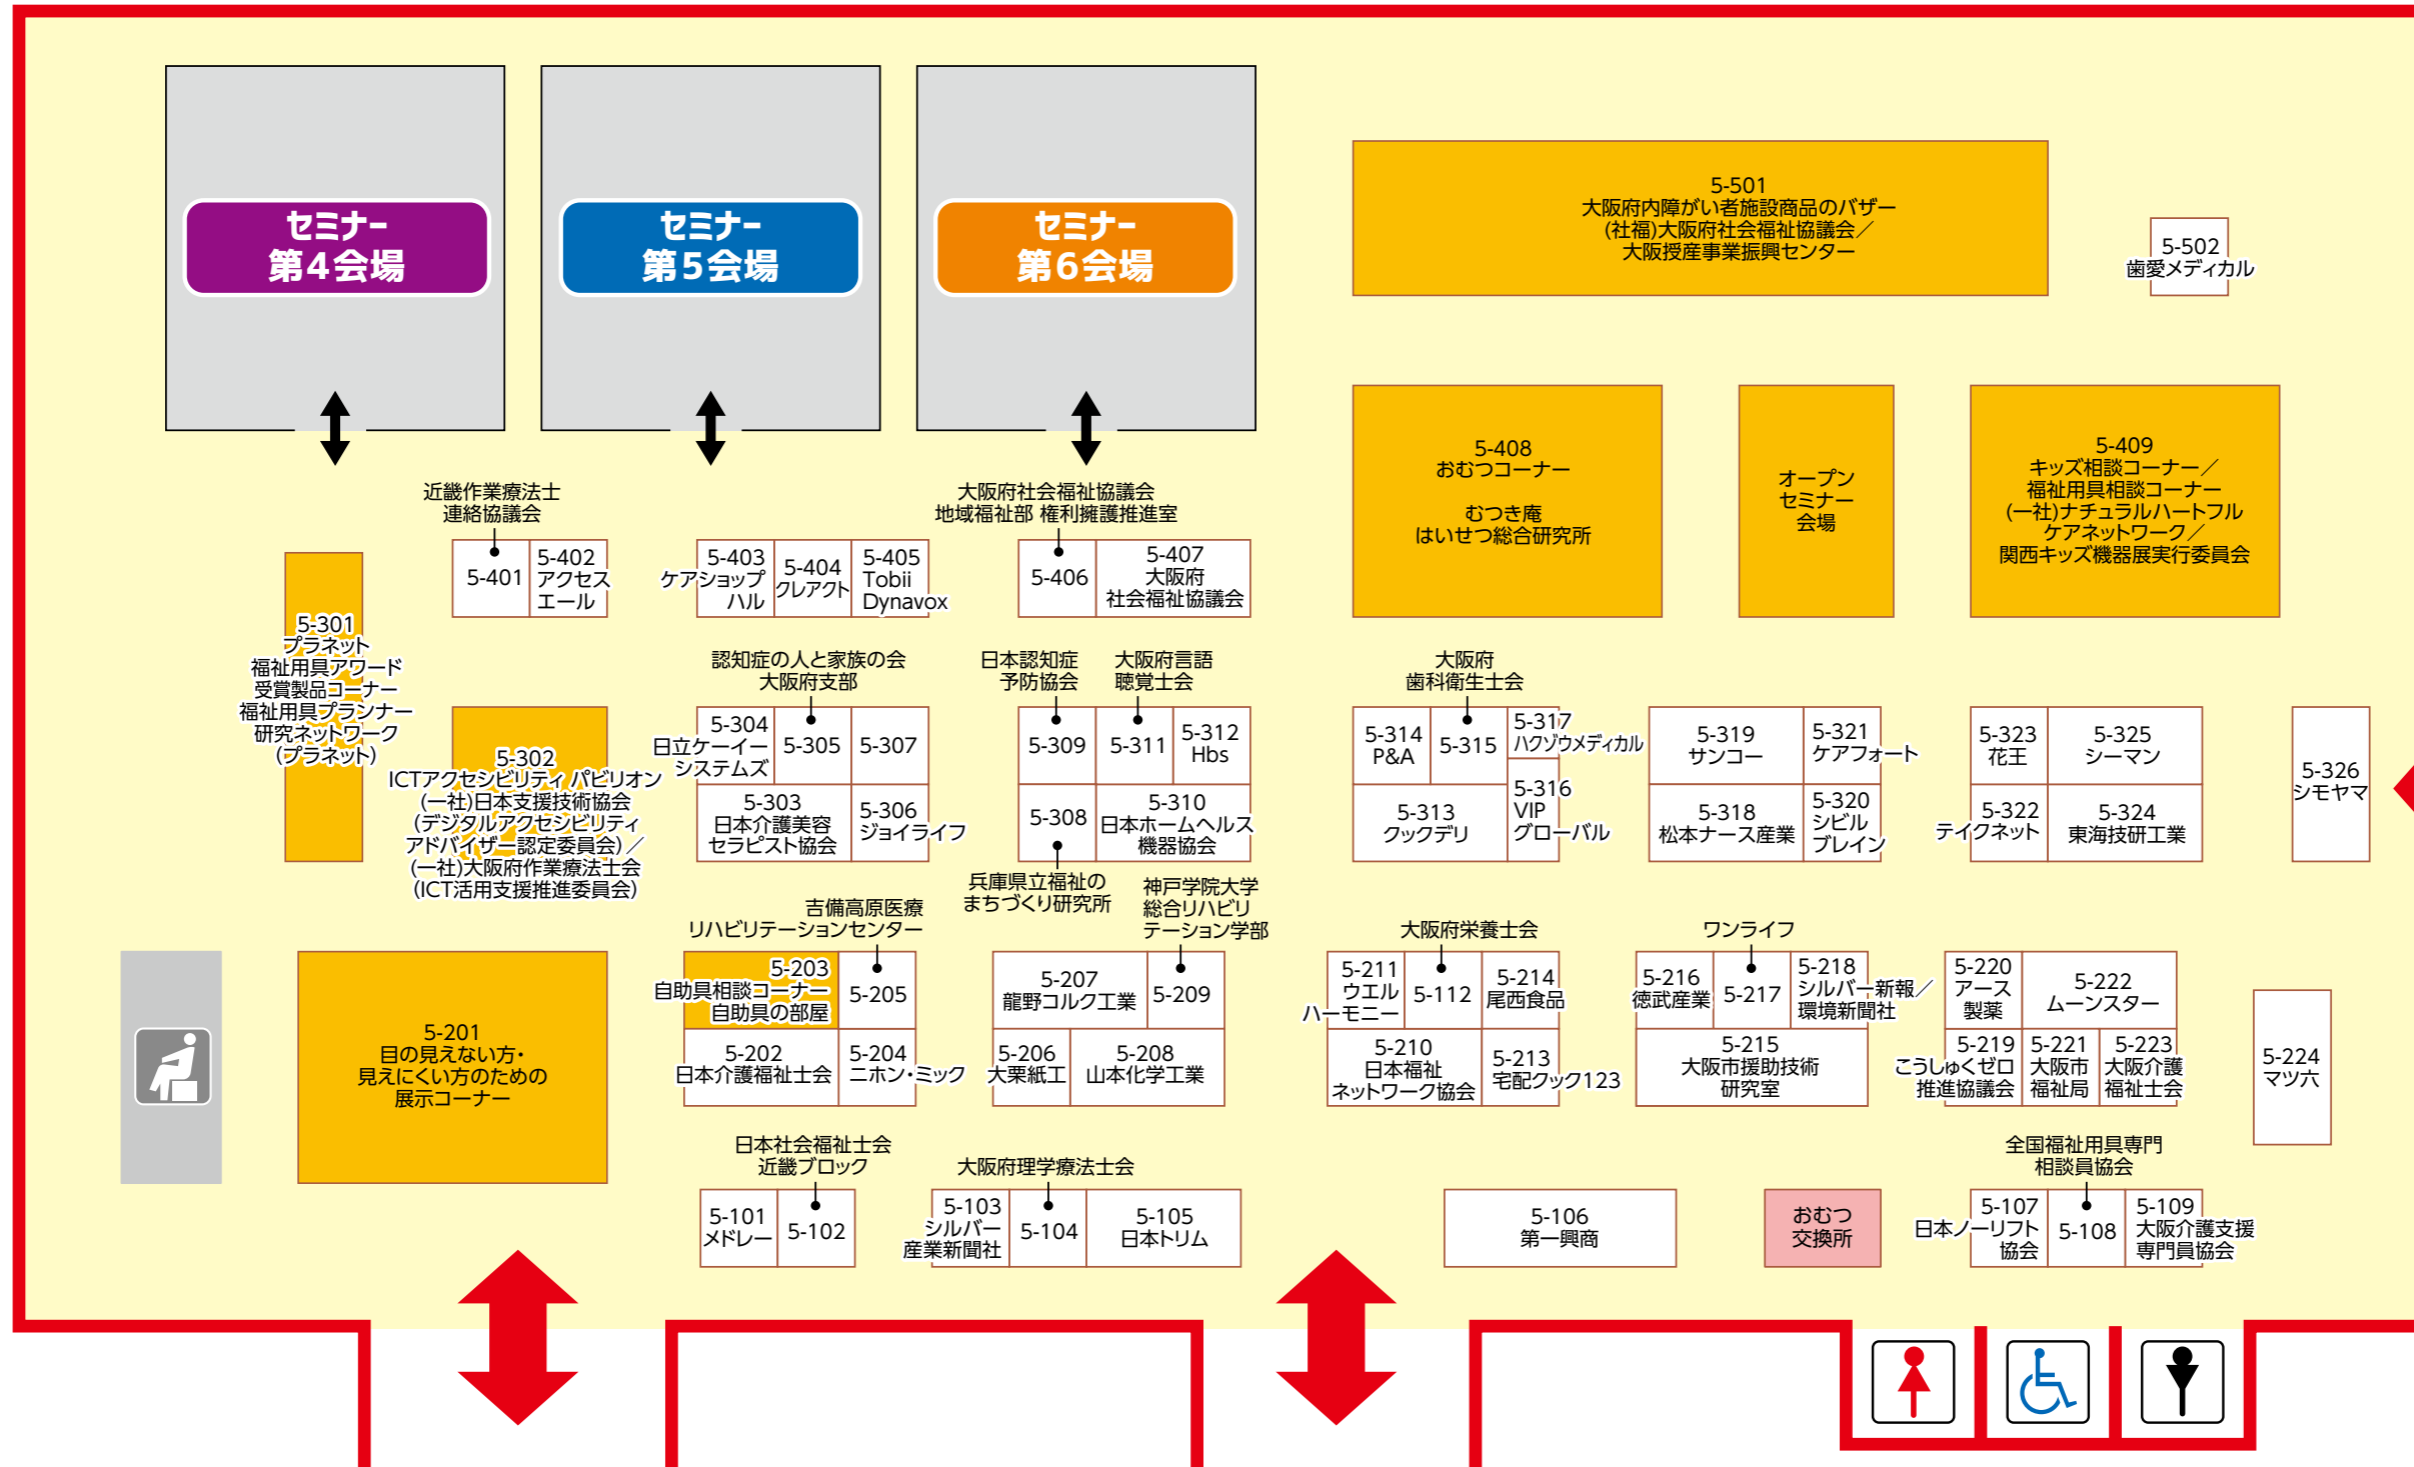 セミナー
第4会場
セミナー
第5会場
セミナー
第6会場
5-501
大阪府内障がい者施設商品のバザー
(社福)大阪府社会福祉協議会／
大阪授産事業振興センター
5-502
歯愛メディカル
5-408
おむつコーナー
むつき庵
はいせつ総合研究所
オープン
セミナー
会場
5-409
キッズ相談コーナー／
福祉用具相談コーナー
(一社)ナチュラルハートフル
ケアネットワーク／
関西キッズ機器展実行委員会
近畿作業療法士
連絡協議会
5-401
5-402
アクセス
エール
5-403
ケアショップ
ハル
5-404
クレアクト
5-405
Tobii
Dynavox
大阪府社会福祉協議会
地域福祉部 権利擁護推進室
5-406
5-407
大阪府
社会福祉協議会
5-301
プラネット
福祉用具アワード
受賞製品コーナー
福祉用具プランナー
研究ネットワーク
(プラネット)
5-302
ICTアクセシビリティ パビリオン
(一社)日本支援技術協会
(デジタルアクセシビリティ
アドバイザー認定委員会)／
(一社)大阪府作業療法士会
(ICT活用支援推進委員会)
認知症の人と家族の会
大阪府支部
5-304
日立ケーイー
システムズ
5-305
5-307
5-303
日本介護美容
セラピスト協会
5-306
ジョイライフ
日本認知症
予防協会
大阪府言語
聴覚士会
5-309
5-311
5-312
Hbs
5-308
5-310
日本ホームヘルス
機器協会
兵庫県立福祉の
まちづくり研究所
大阪府
歯科衛生士会
5-314
P&A
5-315
5-317
ハクゾウメディカル
5-313
クックデリ
5-316
VIP
グローバル
5-319
サンコー
5-321
ケアフォート
5-318
松本ナース産業
5-320
シビル
ブレイン
5-323
花王
5-325
シーマン
5-322
テイクネット
5-324
東海技研工業
5-326
シモヤマ
5-201
目の見えない方・
見えにくい方のための
展示コーナー
吉備高原医療
リハビリテーションセンター
5-203
自助具相談コーナー
自助具の部屋
5-205
5-202
日本介護福祉士会
5-204
ニホン・ミック
神戸学院大学
総合リハビリ
テーション学部
5-207
龍野コルク工業
5-209
5-206
大栗紙工
5-208
山本化学工業
大阪府栄養士会
5-211
ウエル
ハーモニー
5-112
5-214
尾西食品
5-210
日本福祉
ネットワーク協会
5-213
宅配クック123
ワンライフ
5-216
徳武産業
5-217
5-218
シルバー新報／
環境新聞社
5-215
大阪市援助技術
研究室
5-220
アース
製薬
5-222
ムーンスター
5-219
こうしゅくゼロ
推進協議会
5-221
大阪市
福祉局
5-223
大阪介護
福祉士会
5-224
マツ六
日本社会福祉士会
近畿ブロック
5-101
メドレー
5-102
大阪府理学療法士会
5-103
シルバー
産業新聞社
5-104
5-105
日本トリム
5-106
第一興商
おむつ
交換所
全国福祉用具専門
相談員協会
5-107
日本ノーリフト
協会
5-108
5-109
大阪介護支援
専門員協会